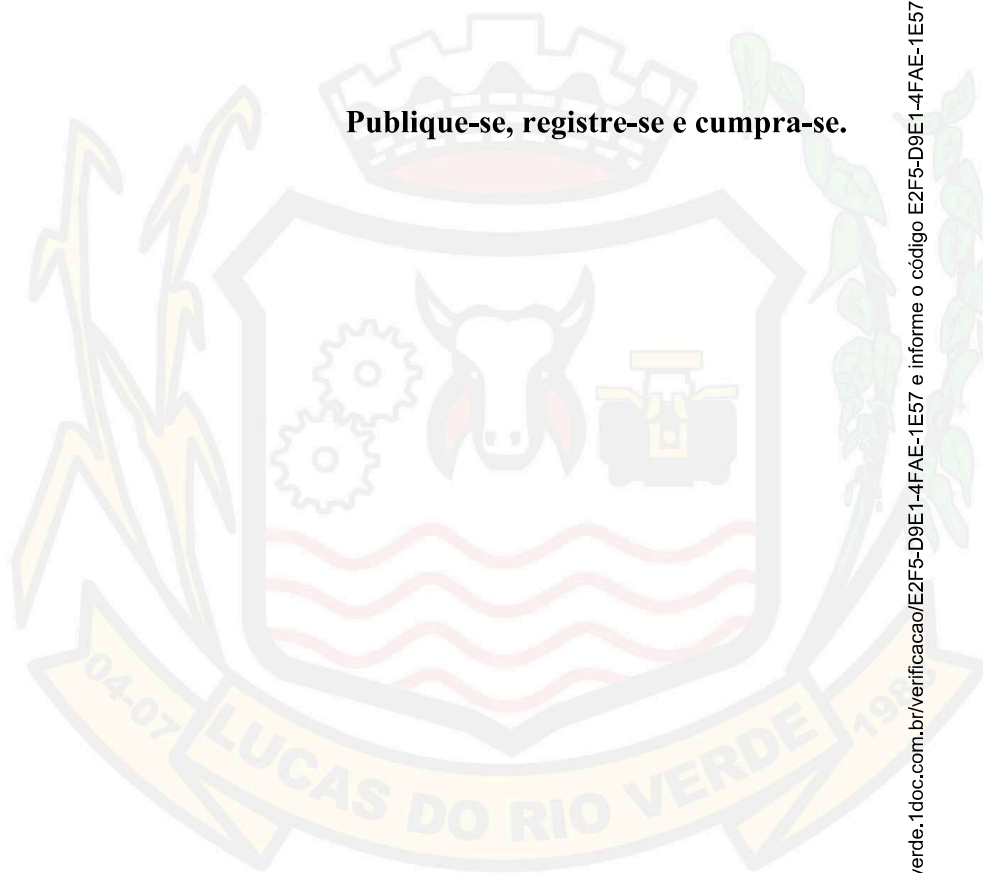 Publique-se, registre-se e cumpra-se.
04-07
LUCAS DO RIO VERDE
verde.1doc.com.br/verificacao/E2F5-D9E1-4FAE-1E57 e informe o código E2F5-D9E1-4FAE-1E57